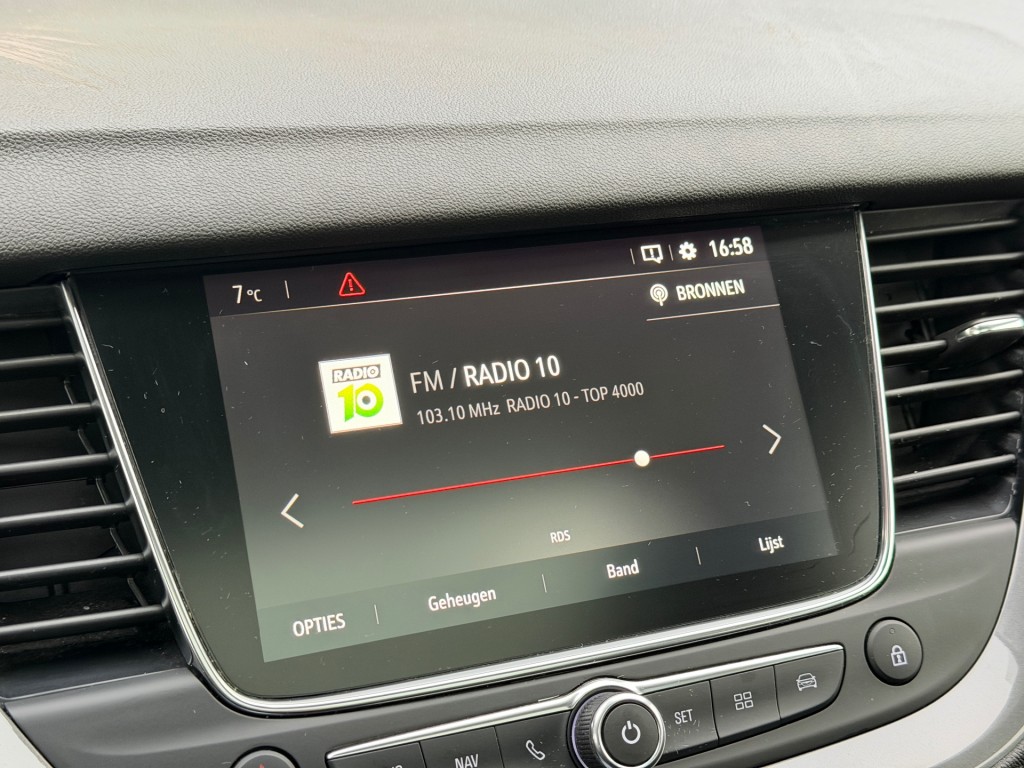 7 °C
16:58
BRONNEN
RADIO
10
FM / RADIO 10
103.10 MHz RADIO 10 - TOP 4000
RDS
OPTIES
Geheugen
Band
Lijst
NAV
SET